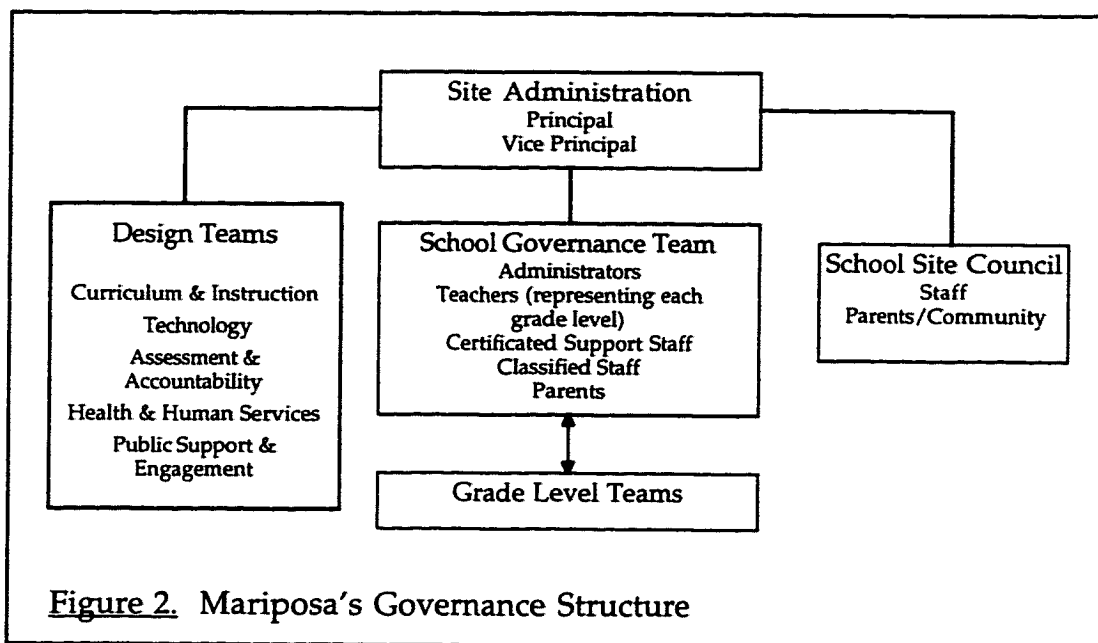 Site Administration
Principal
Vice Principal
Design Teams
Curriculum & Instruction
Technology
Assessment &
Accountability
Health & Human Services
Public Support &
Engagement
School Governance Team
Administrators
Teachers (representing each
grade level)
Certificated Support Staff
Classified Staff
Parents
School Site Council
Staff
Parents/Community
Grade Level Teams
Figure 2. Mariposa's Governance Structure